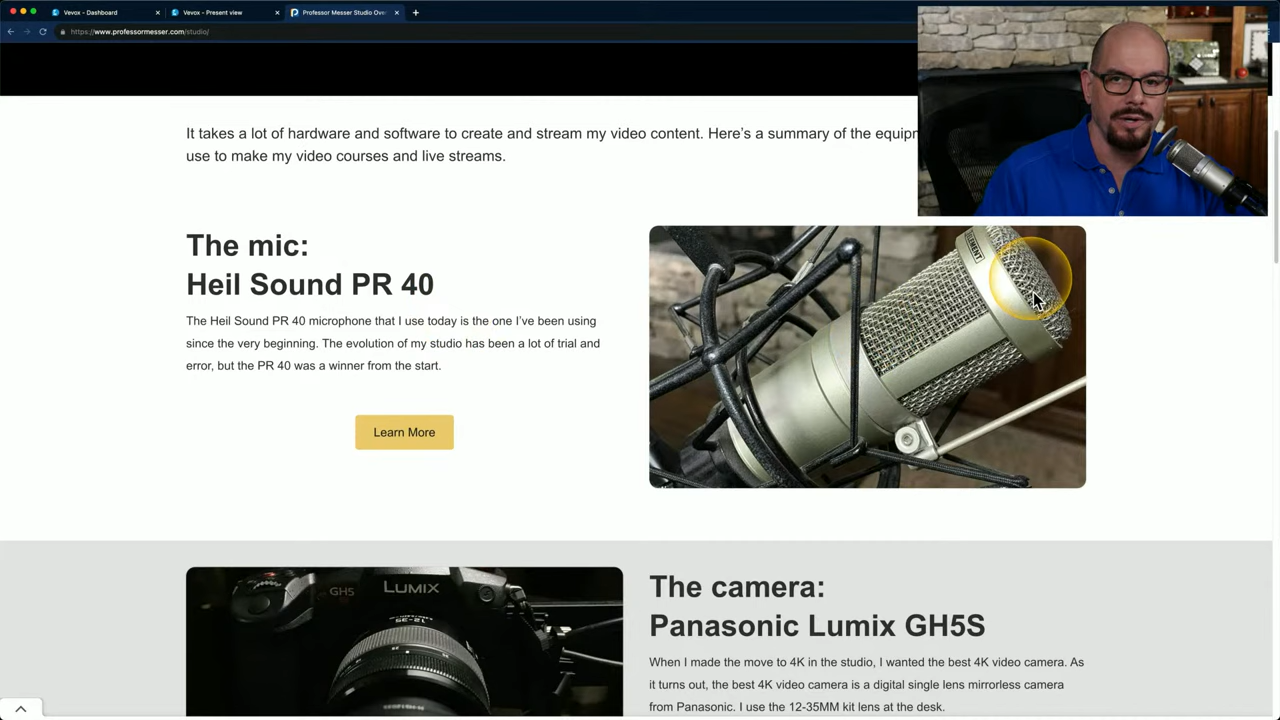 Vevox - Dashboard
Vevox - Present view
Professor Messer Studio Over
https://www.professormesser.com/studio/
It takes a lot of hardware and software to create and stream my video content. Here's a summary of the
use to make my video courses and live streams.
The mic:
Heil Sound PR 40
The Heil Sound PR 40 microphone that I use today is the one I've been using
since the very beginning. The evolution of my studio has been a lot of trial and
error, but the PR 40 was a winner from the start.
Learn More
ELEMENT
GH5
LUMIX
12-35
The camera:
Panasonic Lumix GH5S
When I made the move to 4K in the studio, I wanted the best 4K video camera. As
it turns out, the best 4K video camera is a digital single lens mirrorless camera
from Panasonic. I use the 12-35MM kit lens at the desk.